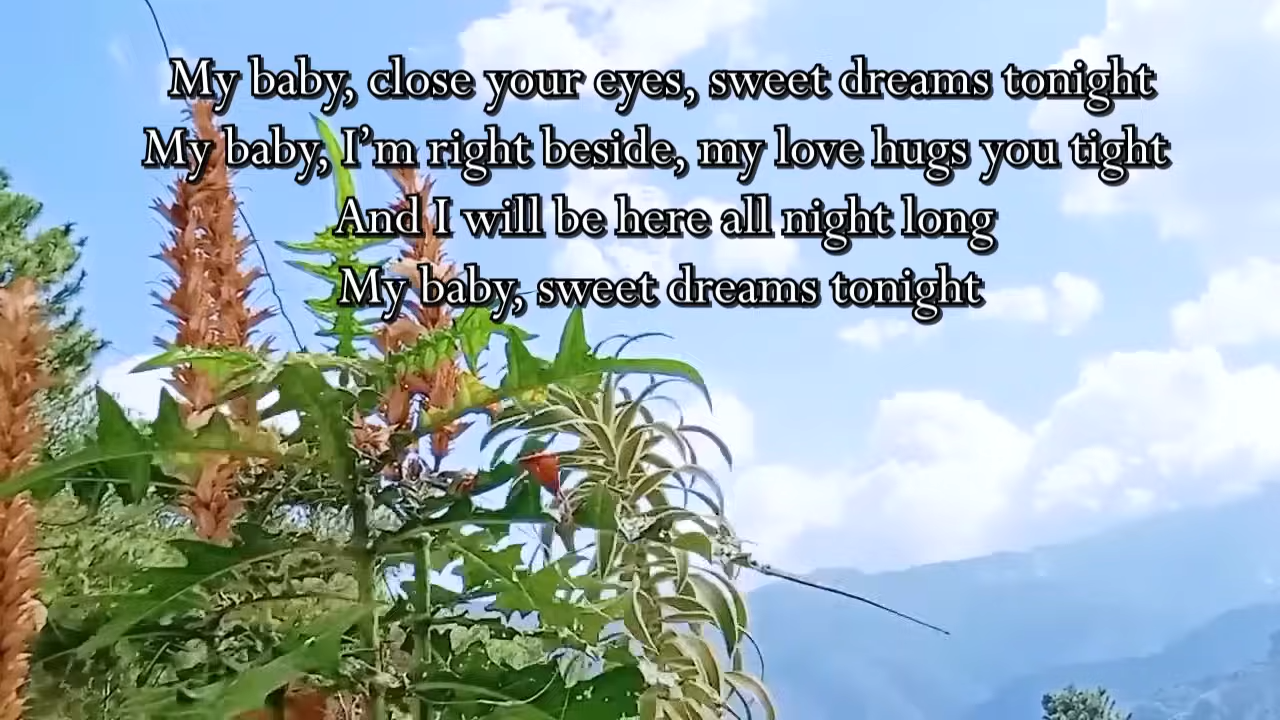 My baby, close your eyes, sweet dreams tonight
My baby, I'm right beside, my love hugs you tight
And I will be here all night long
My baby, sweet dreams tonight